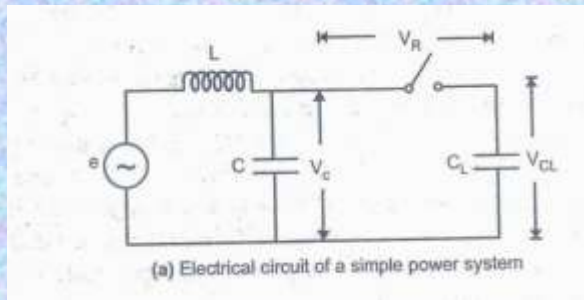 V_R
L
e
C
V_c
C_L
V_CL
(a) Electrical circuit of a simple power system